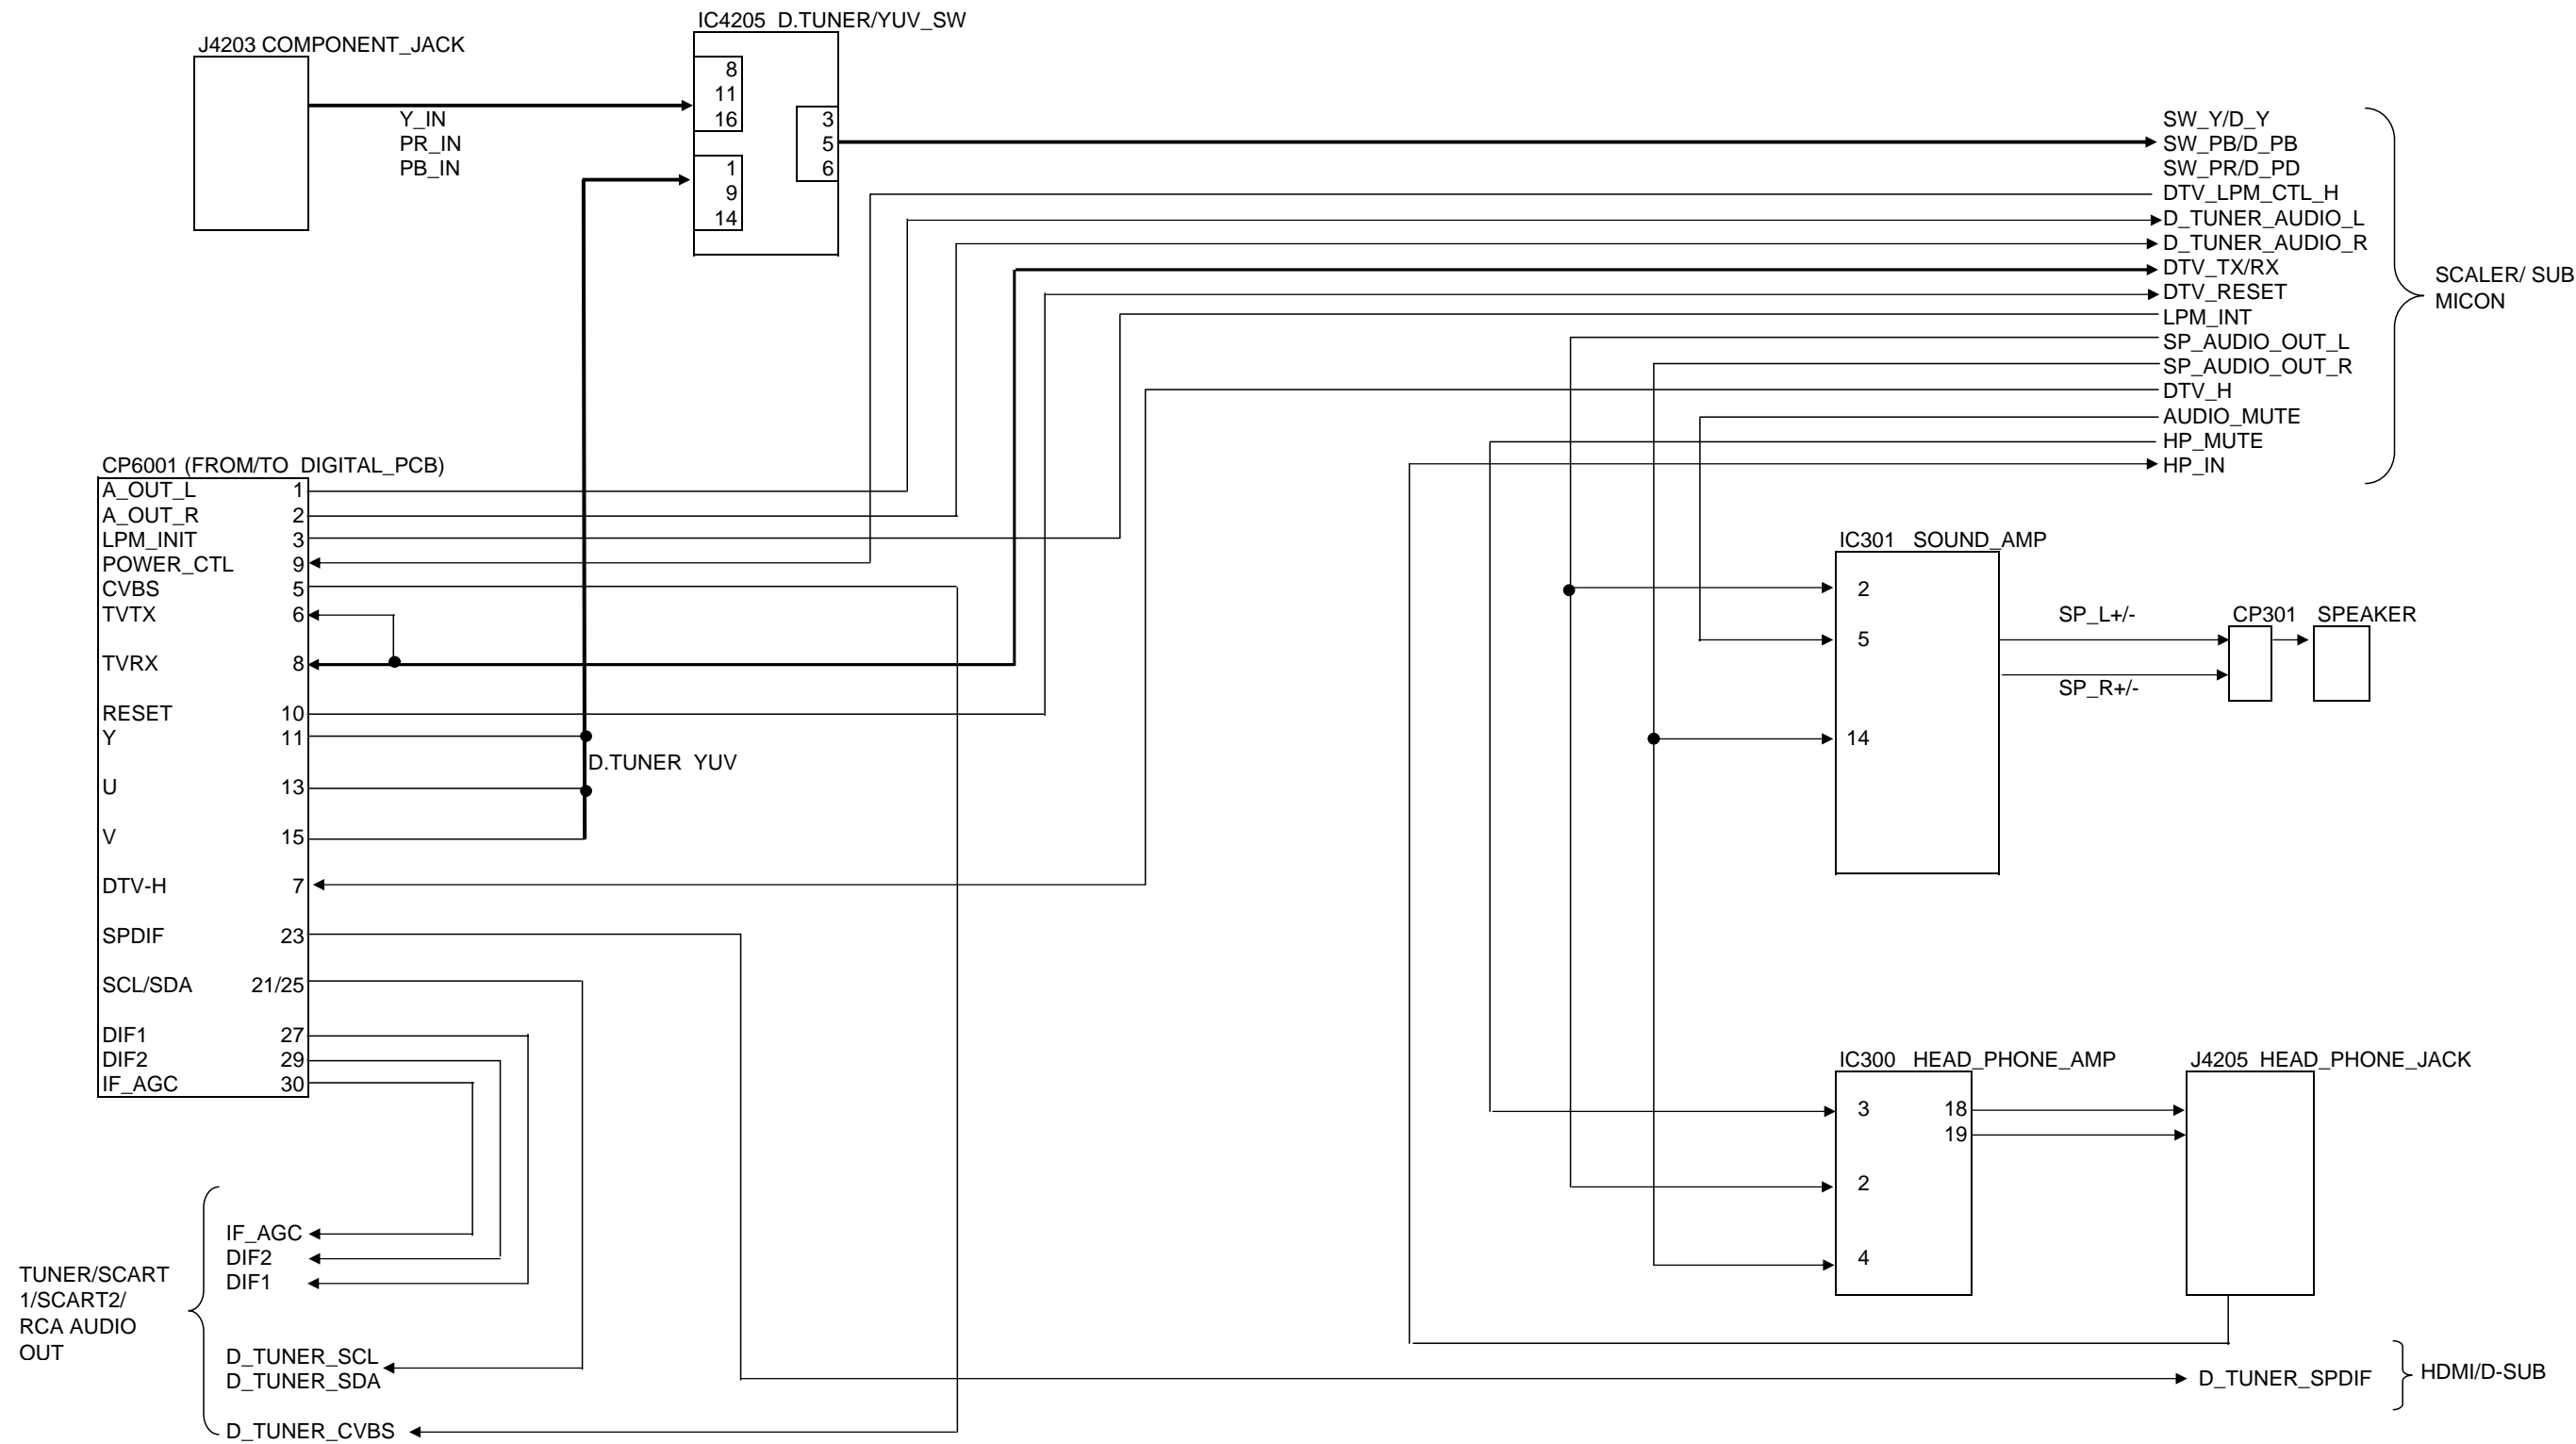 IC4205 D.TUNER/YUV_SW
J4203 COMPONENT_JACK
8
11
16
3
5
6
1
9
14
Y_IN
PR_IN
PB_IN
SW_Y/D_Y
SW_PB/D_PB
SW_PR/D_PD
DTV_LPM_CTL_H
D_TUNER_AUDIO_L
D_TUNER_AUDIO_R
DTV_TX/RX
DTV_RESET
LPM_INT
SP_AUDIO_OUT_L
SP_AUDIO_OUT_R
DTV_H
AUDIO_MUTE
HP_MUTE
HP_IN
SCALER/ SUB
MICON
CP6001 (FROM/TO DIGITAL_PCB)
A_OUT_L 1
A_OUT_R 2
LPM_INIT 3
POWER_CTL 9
CVBS 5
TVTX 6
TVRX 8
RESET 10
Y 11
D.TUNER YUV
U 13
V 15
DTV-H 7
SPDIF 23
SCL/SDA 21/25
DIF1 27
DIF2 29
IF_AGC 30
IC301 SOUND_AMP
2
5
14
SP_L+/-
SP_R+/-
CP301 SPEAKER
IC300 HEAD_PHONE_AMP
3 18
19
2
4
J4205 HEAD_PHONE_JACK
TUNER/SCART
1/SCART2/
RCA AUDIO
OUT
IF_AGC
DIF2
DIF1
D_TUNER_SCL
D_TUNER_SDA
D_TUNER_CVBS
D_TUNER_SPDIF
HDMI/D-SUB